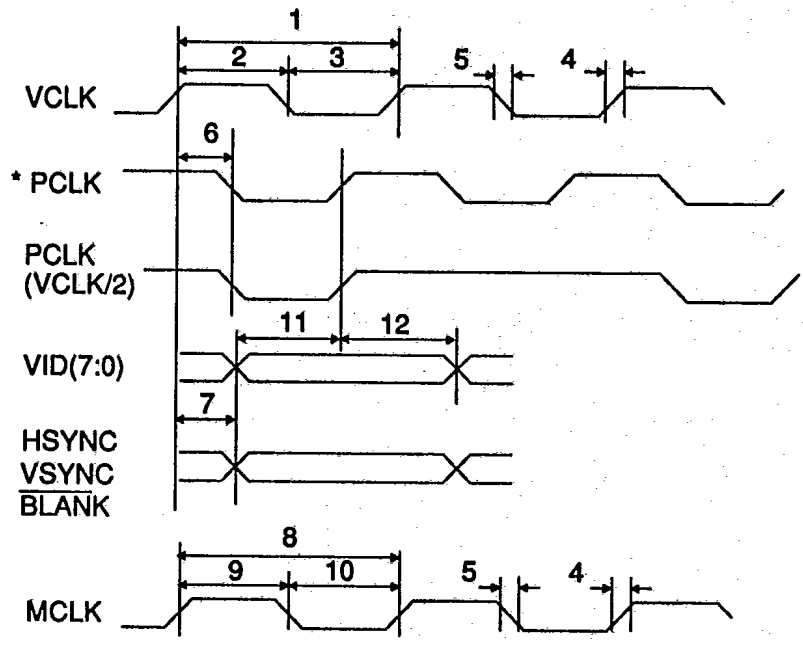 1
2 3 5 4
VCLK
6
* PCLK
PCLK
(VCLK/2)
11 12
VID(7:0)
7
HSYNC
VSYNC
BLANK
8
9 10 5 4
MCLK